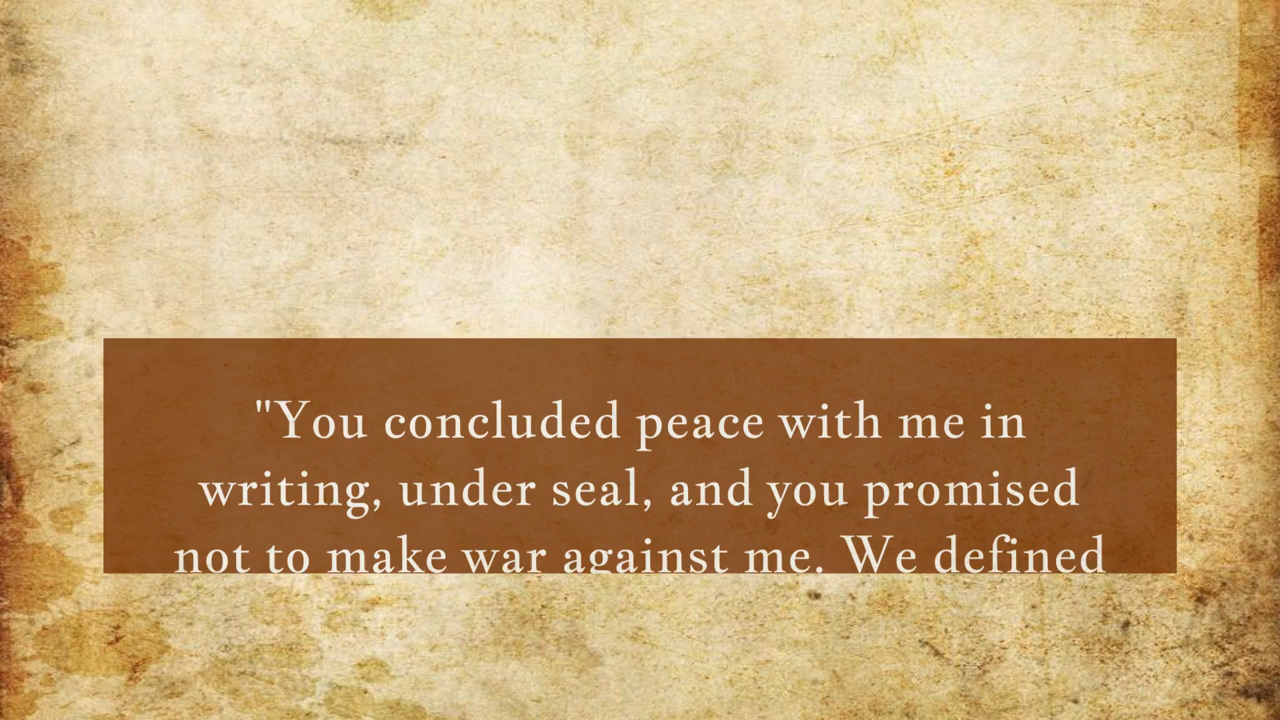 "You concluded peace with me in
writing, under seal, and you promised
not to make war against me. We defined